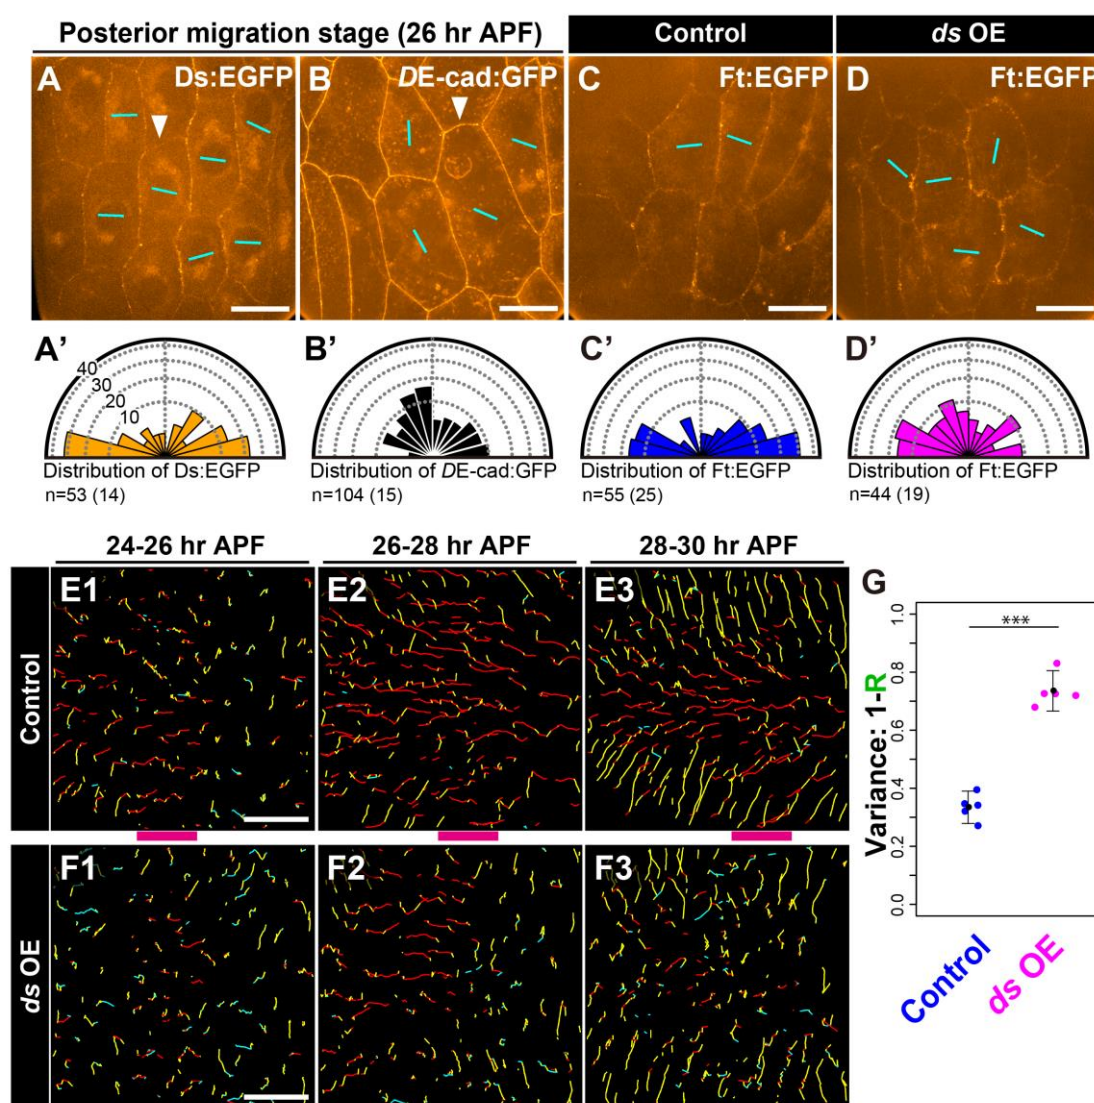 Posterior migration stage (26 hr APF)
Control
ds OE
A
Ds:EGFP
B
DE-cad:GFP
C
Ft:EGFP
D
Ft:EGFP
A'
40
30
20
10
Distribution of Ds:EGFP
n=53 (14)
B'
Distribution of DE-cad:GFP
n=104 (15)
C'
Distribution of Ft:EGFP
n=55 (25)
D'
Distribution of Ft:EGFP
n=44 (19)
24-26 hr APF
26-28 hr APF
28-30 hr APF
Control
E1
E2
E3
ds OE
F1
F2
F3
G
Variance: 1-R
1.0
0.8
0.6
0.4
0.2
0.0
***
Control
ds OE